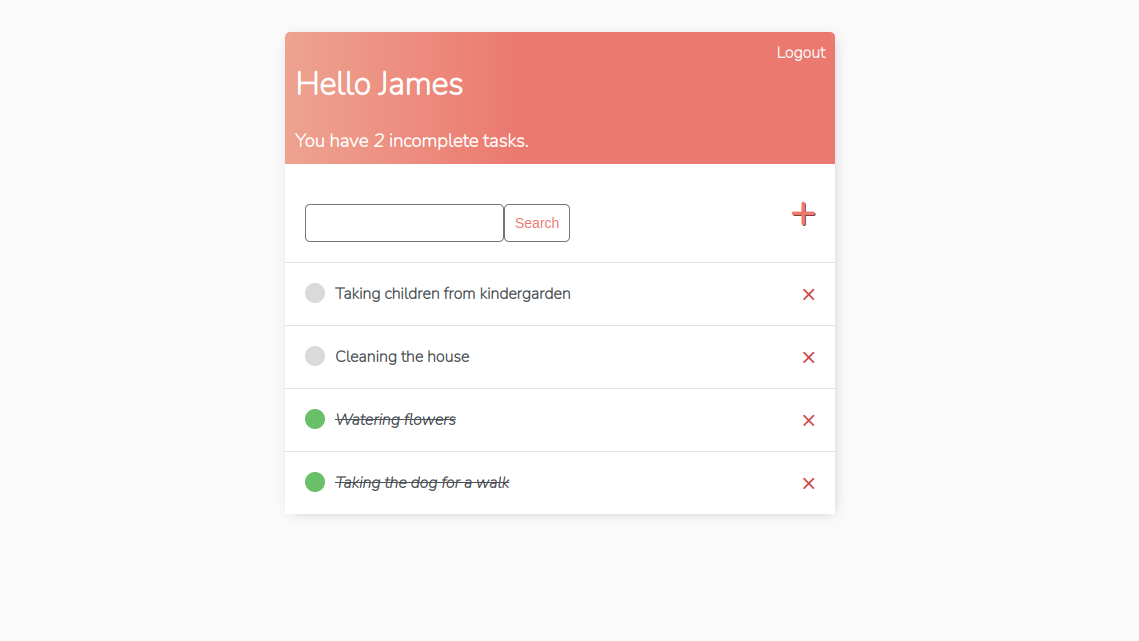 Logout
Hello James
You have 2 incomplete tasks.
Search
Taking children from kindergarden
Cleaning the house
Watering flowers
Taking the dog for a walk